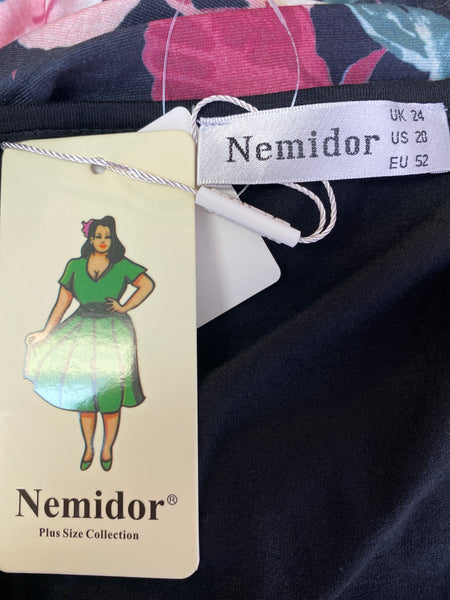 Nemidor
UK 24
US 20
EU 52
Nemidor®
Plus Size Collection